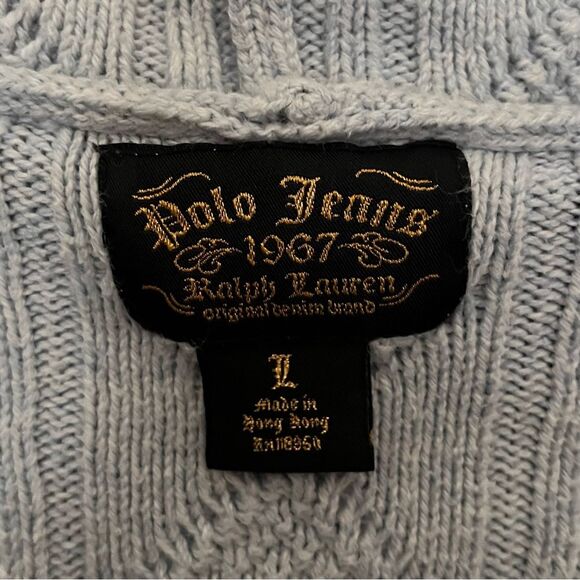 Polo Jeans
1967
Ralph Lauren
original denim brand
L
Made in
Hong Kong